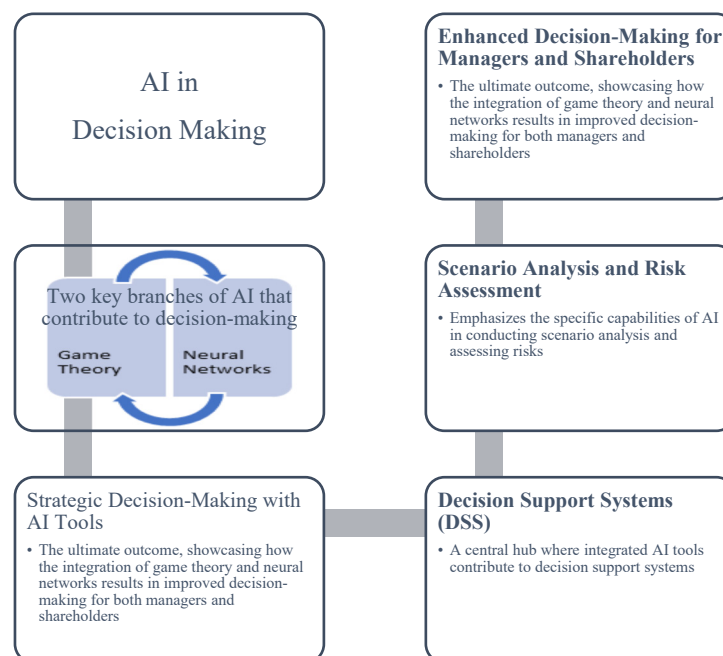 AI in
Decision Making
Two key branches of AI that
contribute to decision-making
Game
Theory
Neural
Networks
Strategic Decision-Making with
AI Tools
• The ultimate outcome, showcasing how
the integration of game theory and neural
networks results in improved decision-
making for both managers and
shareholders
Decision Support Systems
(DSS)
• A central hub where integrated AI tools
contribute to decision support systems
Scenario Analysis and Risk
Assessment
• Emphasizes the specific capabilities of AI
in conducting scenario analysis and
assessing risks
Enhanced Decision-Making for
Managers and Shareholders
• The ultimate outcome, showcasing how
the integration of game theory and neural
networks results in improved decision-
making for both managers and
shareholders